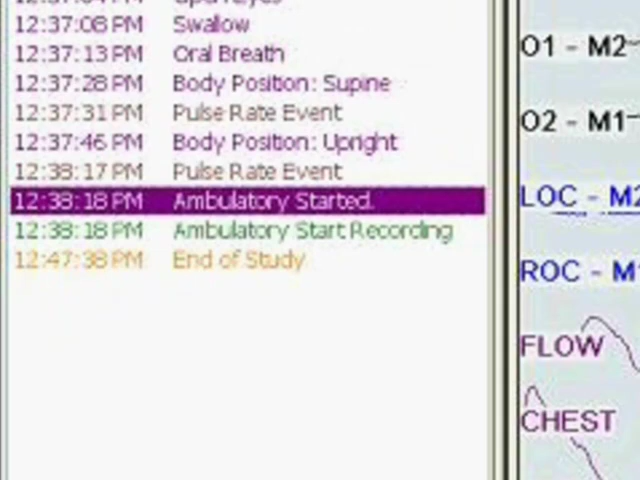 12:37:08 PM Swallow
12:37:13 PM Oral Breath
12:37:28 PM Body Position: Supine
12:37:31 PM Pulse Rate Event
12:37:46 PM Body Position: Upright
12:38:17 PM Pulse Rate Event
12:38:18 PM Ambulatory Started.
12:38:18 PM Ambulatory Start Recording
12:47:38 PM End of Study
O1 - M2
O2 - M1
LOC - M2
ROC - M1
FLOW
CHEST